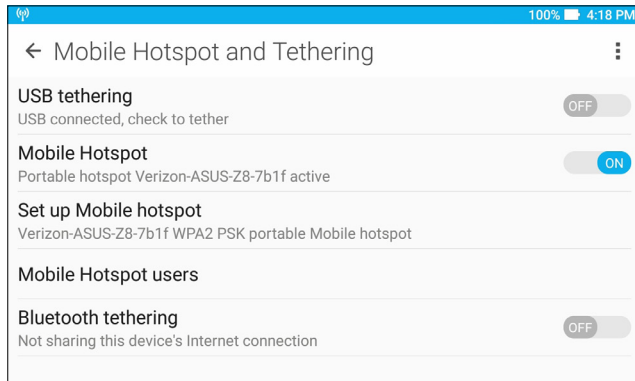 100% 4:18 PM
Mobile Hotspot and Tethering
USB tethering
OFF
USB connected, check to tether
Mobile Hotspot
ON
Portable hotspot Verizon-ASUS-Z8-7b1f active
Set up Mobile hotspot
Verizon-ASUS-Z8-7b1f WPA2 PSK portable Mobile hotspot
Mobile Hotspot users
Bluetooth tethering
OFF
Not sharing this device's Internet connection